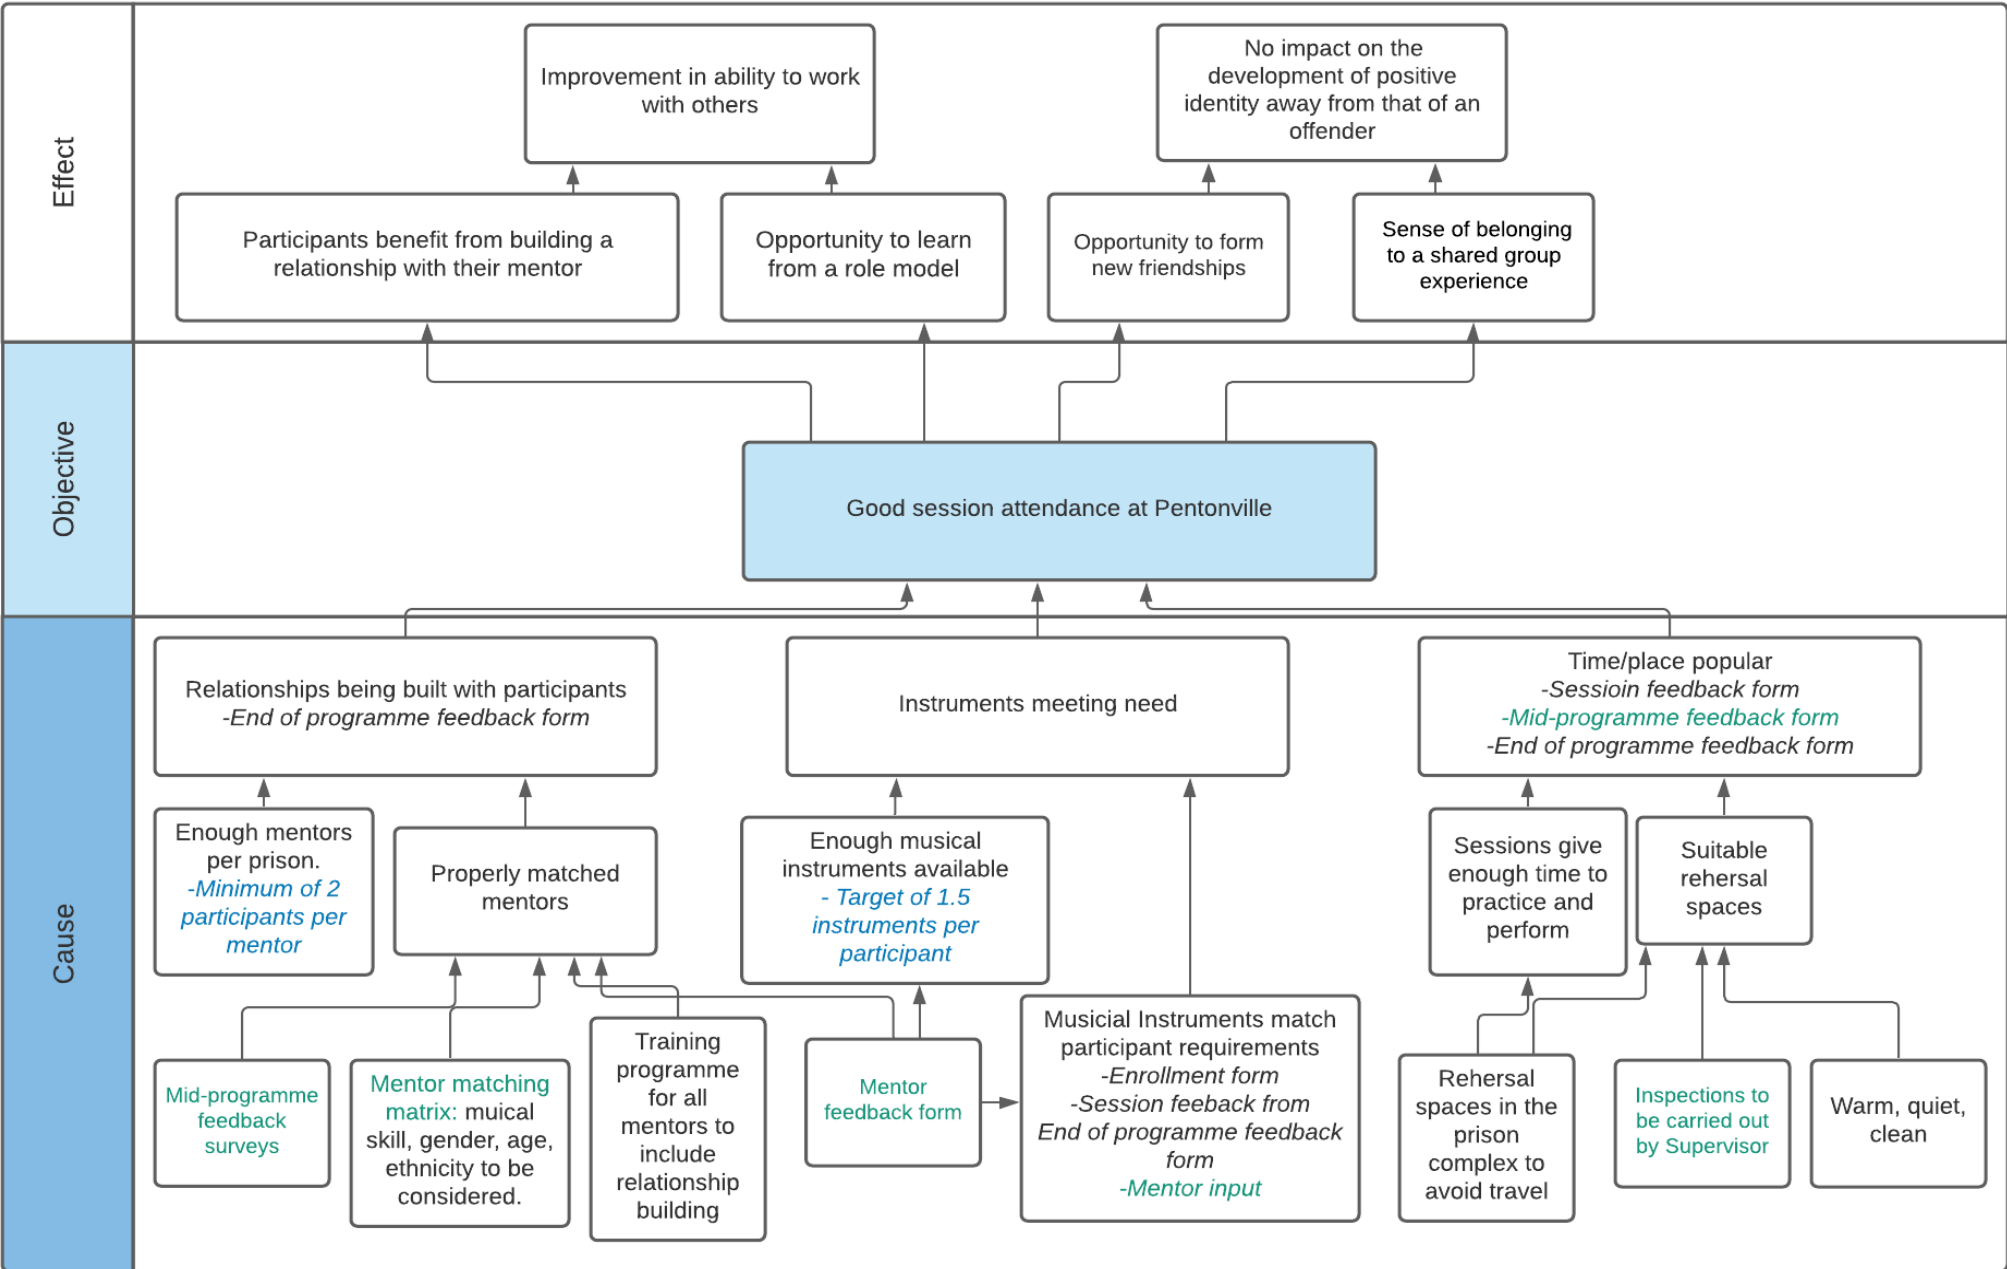 Effect
Improvement in ability to work
with others
No impact on the
development of positive
identity away from that of an
offender
Participants benefit from building a
relationship with their mentor
Opportunity to learn
from a role model
Opportunity to form
new friendships
Sense of belonging
to a shared group
experience
Objective
Good session attendance at Pentonville
Cause
Relationships being built with participants
-End of programme feedback form
Instruments meeting need
Time/place popular
-Sessioin feedback form
-Mid-programme feedback form
-End of programme feedback form
Enough mentors
per prison.
-Minimum of 2
participants per
mentor
Properly matched
mentors
Enough musical
instruments available
- Target of 1.5
instruments per
participant
Sessions give
enough time to
practice and
perform
Suitable
rehersal
spaces
Mid-programme
feedback
surveys
Mentor matching
matrix: muical
skill, gender, age,
ethnicity to be
considered.
Training
programme
for all
mentors to
include
relationship
building
Mentor
feedback form
Musicial Instruments match
participant requirements
-Enrollment form
-Session feeback from
End of programme feedback
form
-Mentor input
Rehersal
spaces in the
prison
complex to
avoid travel
Inspections to
be carried out
by Supervisor
Warm, quiet,
clean